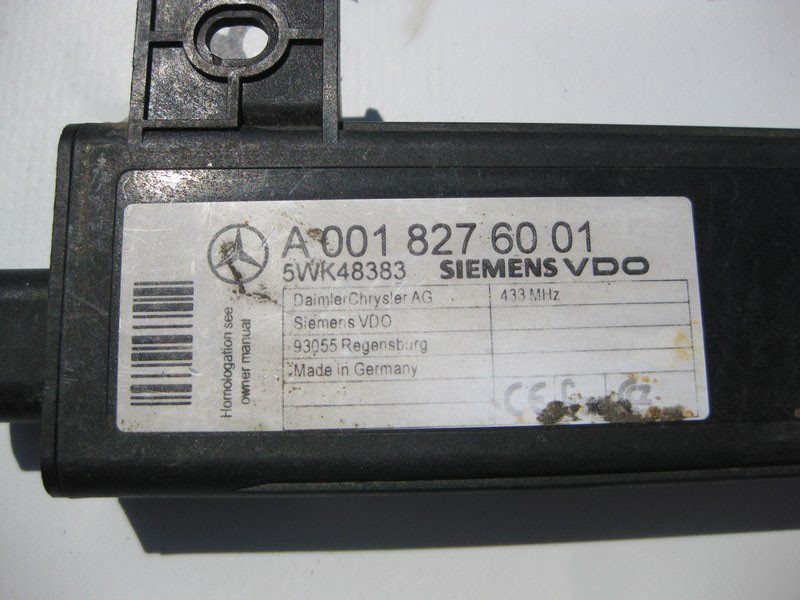 A 001 827 60 01
5WK48383 SIEMENS VDO
DaimlerChrysler AG 433 MHz
Siemens VDO
93055 Regensburg
Made in Germany
CE
Homologation see
owner manual